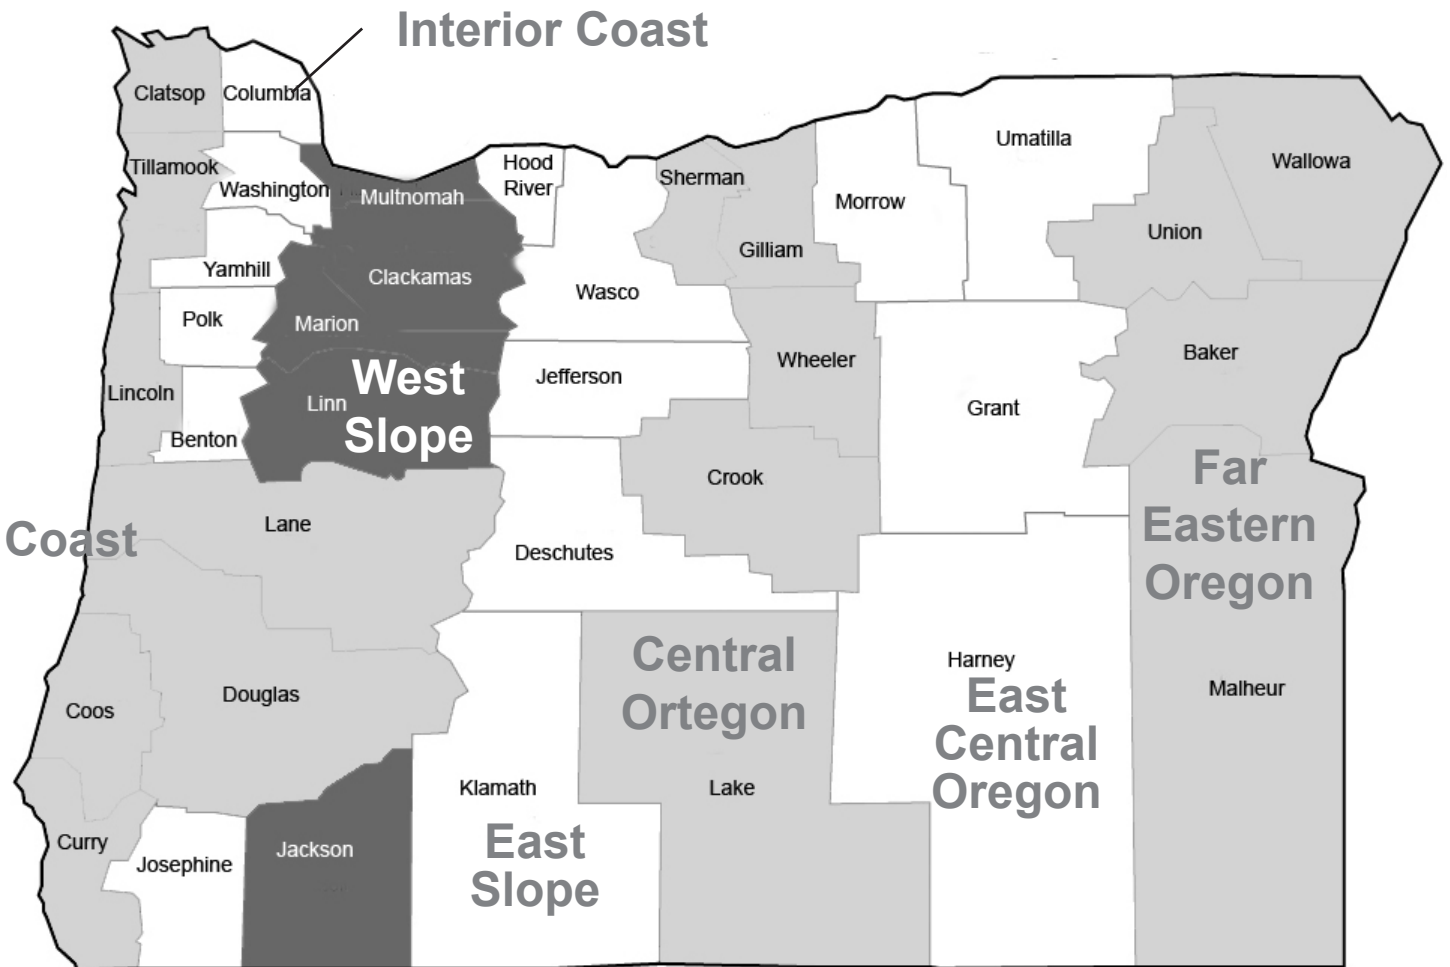 Interior Coast
Clatsop
Columbia
Tillamook
Washington
Multnomah
Hood
River
Sherman
Umatilla
Wallowa
Morrow
Gilliam
Union
Yamhill
Clackamas
Wasco
Polk
Marion
Jefferson
Wheeler
Baker
Lincoln
Linn
West
Slope
Grant
Benton
Crook
Far
Eastern
Oregon
Coast
Lane
Deschutes
Central
Ortegon
Harney
East
Central
Oregon
Malheur
Coos
Douglas
Klamath
East
Slope
Lake
Curry
Josephine
Jackson